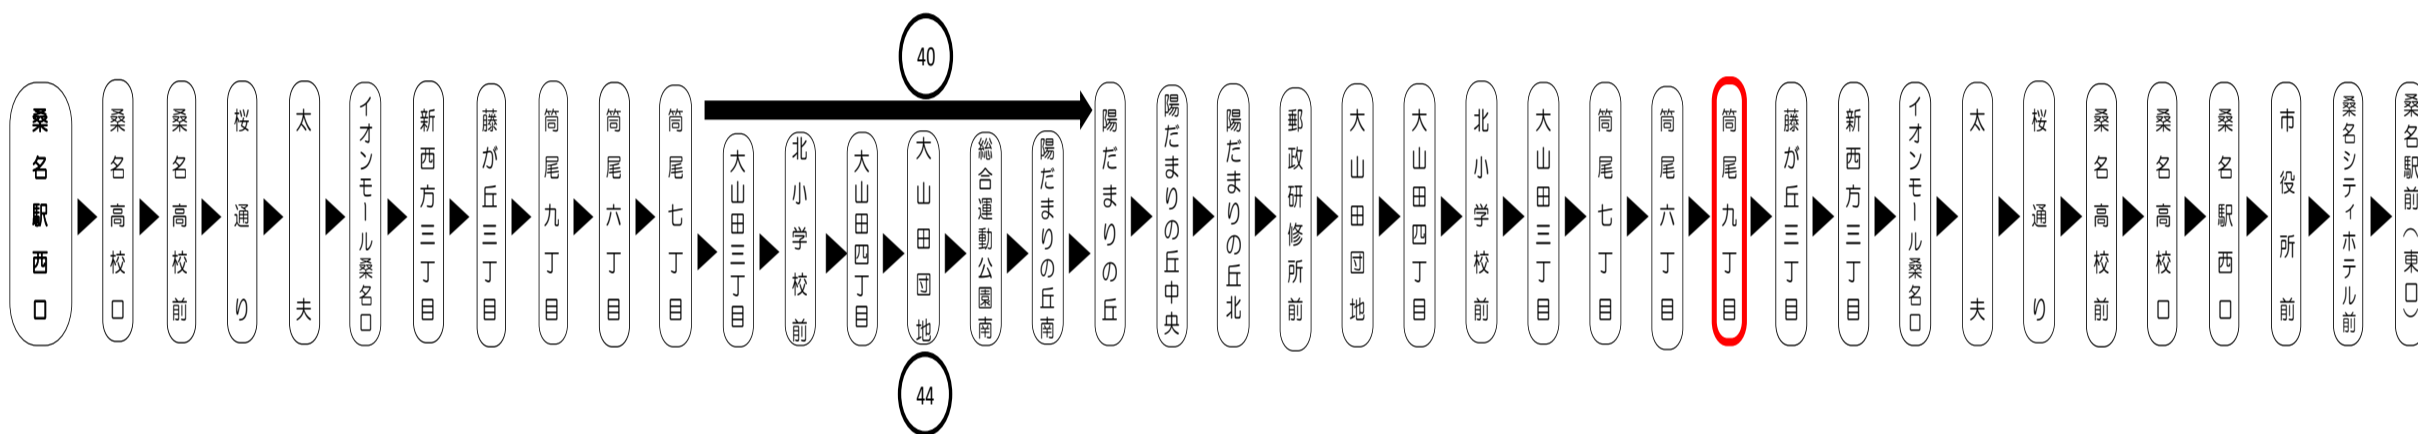 桑名駅西口
桑名高校口
桑名高校前
桜通り
太夫
イオンモール桑名口
新西方三丁目
藤が丘三丁目
筒尾九丁目
筒尾六丁目
筒尾七丁目
40
大山田三丁目
北小学校前
大山田四丁目
大山田団地
総合運動公園南
陽だまりの丘南
44
陽だまりの丘
陽だまりの丘中央
陽だまりの丘北
郵政研修所前
大山田団地
大山田四丁目
北小学校前
大山田三丁目
筒尾七丁目
筒尾六丁目
筒尾九丁目
藤が丘三丁目
新西方三丁目
イオンモール桑名口
太夫
桜通り
桑名高校前
桑名高校口
桑名駅西口
市役所前
桑名シティホテル前
桑名駅前(東口)